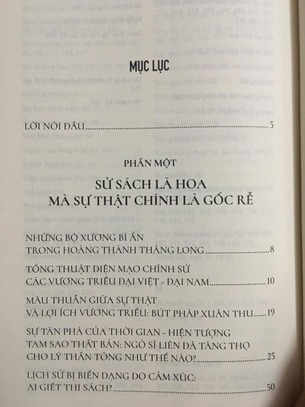 MỤC LỤC
LỜI NÓI ĐẦU 5
PHẦN MỘT
SỬ SÁCH LÀ HOA
MÀ SỰ THẬT CHÍNH LÀ GỐC RỄ
NHỮNG BỘ XƯƠNG BÍ ẨN
TRONG HOÀNG THÀNH THĂNG LONG 8
TỔNG THUẬT DIỆN MẠO CHÍNH SỬ
CÁC VƯƠNG TRIỀU ĐẠI VIỆT - ĐẠI NAM 10
MÂU THUẪN GIỮA SỰ THẬT
VÀ LỢI ÍCH VƯƠNG TRIỀU: BÚT PHÁP XUÂN THU 19
SỰ TÀN PHÁ CỦA THỜI GIAN - HIỆN TƯỢNG
TAM SAO THẤT BẢN: NGÔ SĨ LIÊN ĐÃ TĂNG THỌ
CHO LÝ THẦN TÔNG NHƯ THẾ NÀO? 25
LỊCH SỬ BỊ BIẾN DẠNG DO CẢM XÚC:
AI GIẾT THI SÁCH? 50